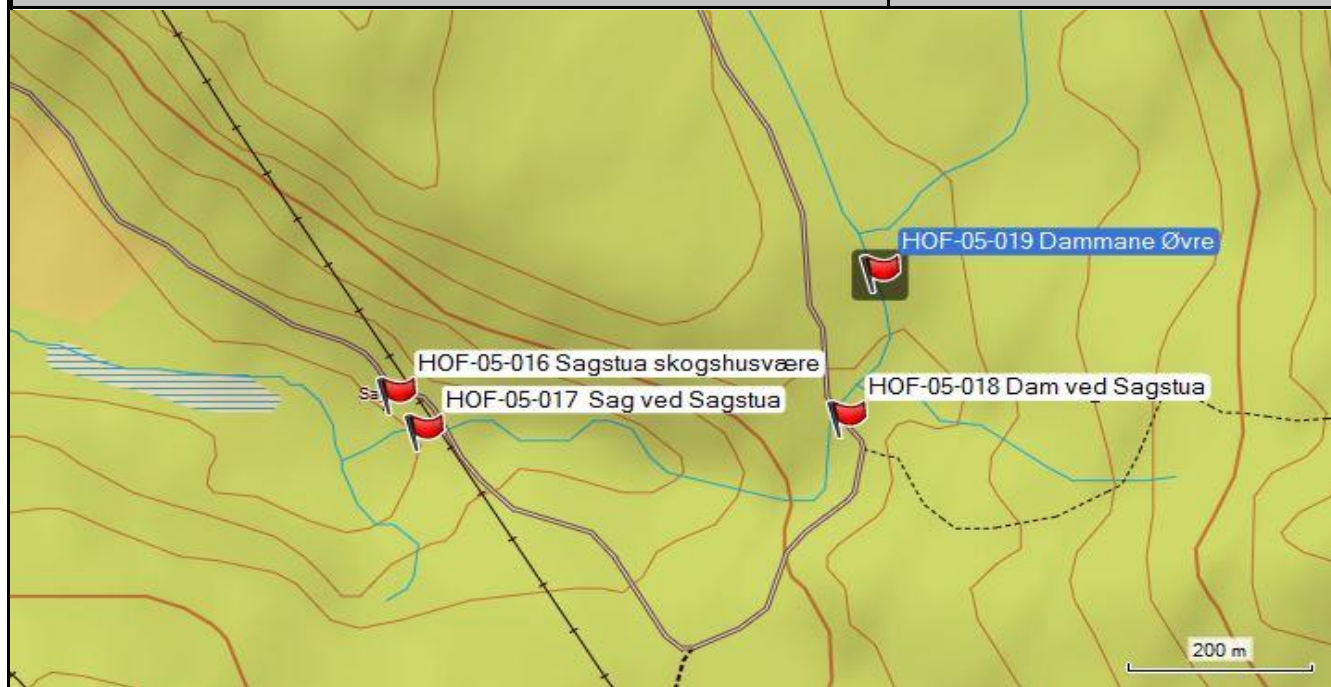 HOF-05-019 Dammane Øvre
HOF-05-016 Sagstua skogshusvære
HOF-05-018 Dam ved Sagstua
HOF-05-017 Sag ved Sagstua
200 m